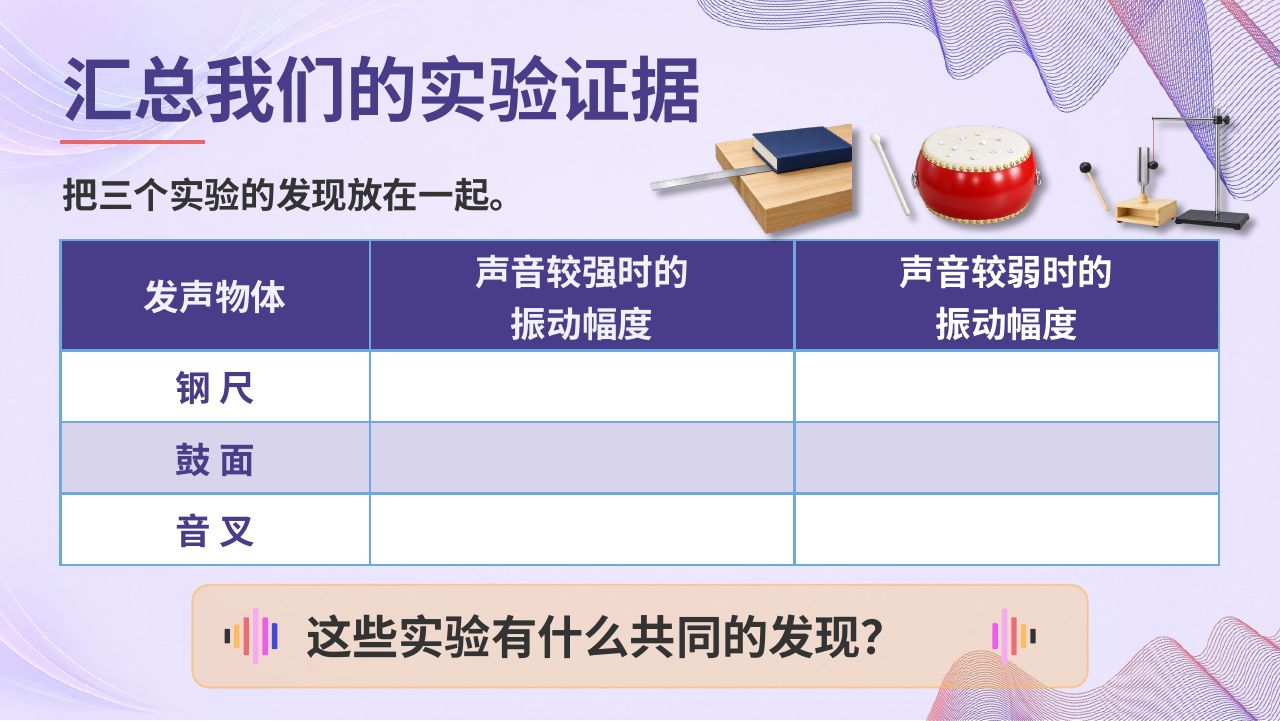 汇总我们的实验证据
把三个实验的发现放在一起。
发声物体
声音较强时的
振动幅度
声音较弱时的
振动幅度
钢 尺
鼓 面
音 叉
这些实验有什么共同的发现？